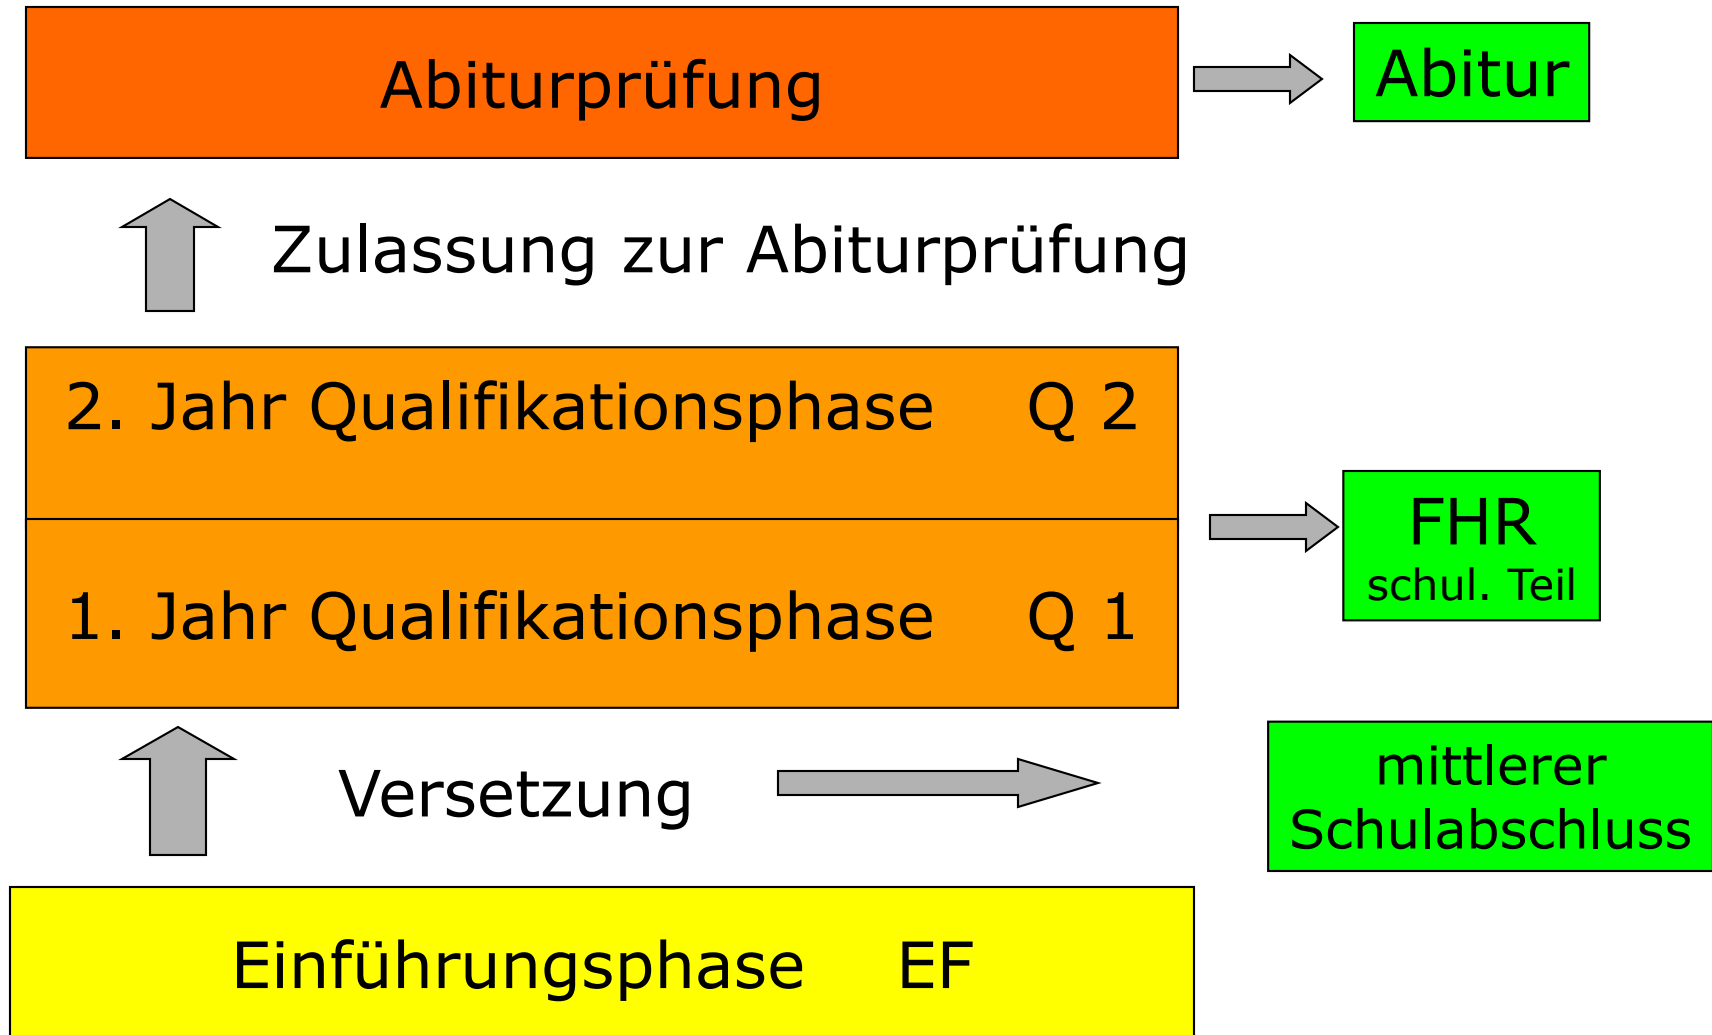 Abiturprüfung
Abitur
Zulassung zur Abiturprüfung
2. Jahr Qualifikationsphase Q 2
FHR
schul. Teil
1. Jahr Qualifikationsphase Q 1
Versetzung
mittlerer
Schulabschluss
Einführungsphase EF